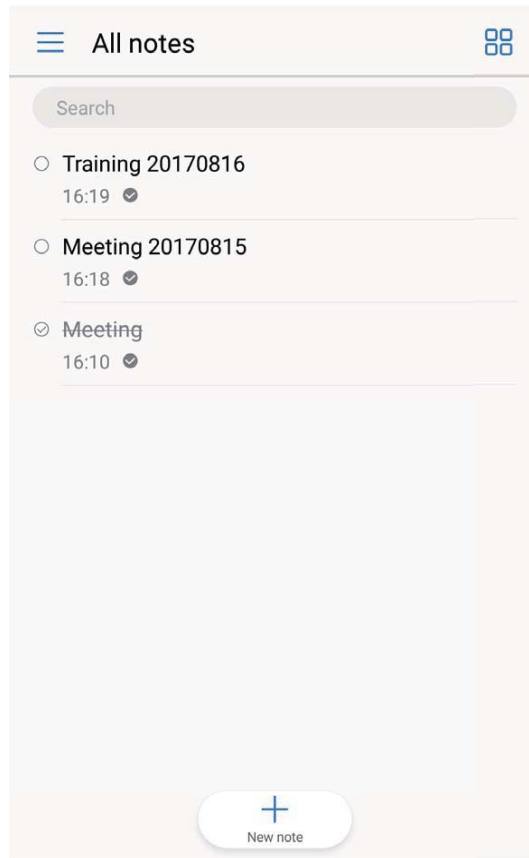 All notes
Search
Training 20170816
16:19
Meeting 20170815
16:18
Meeting
16:10
New note